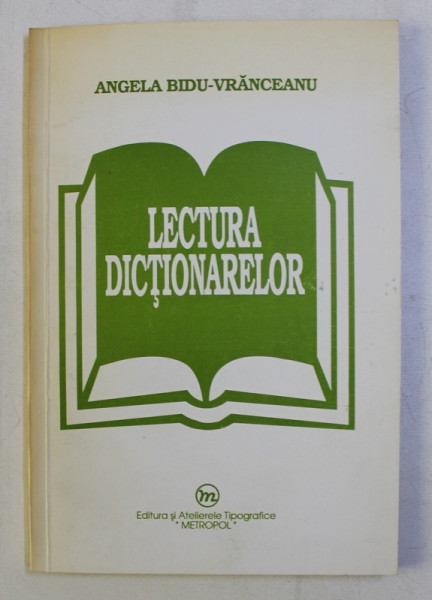 ANGELA BIDU-VRĂNCEANU
LECTURA
DICȚIONARELOR
m
Editura și Atelierele Tipografice
"METROPOL"